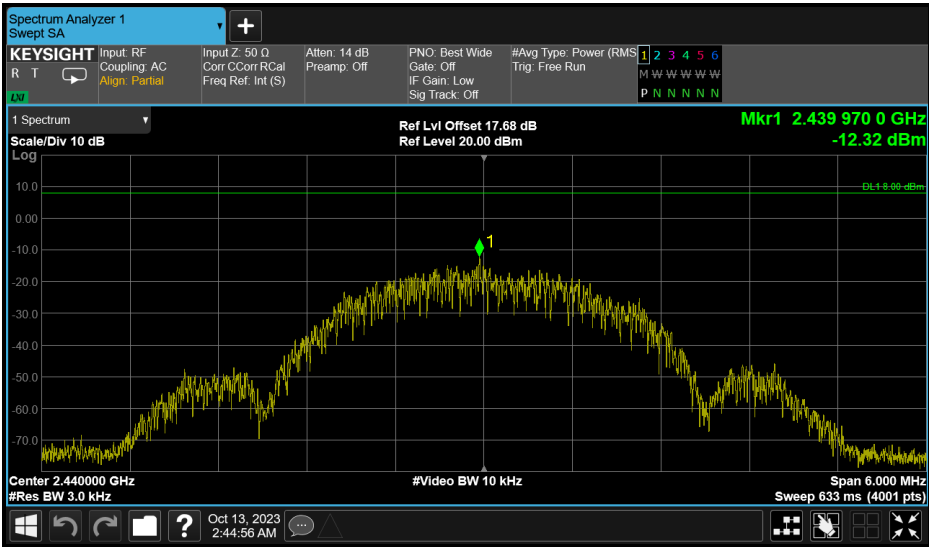 Spectrum Analyzer 1
Swept SA
+
KEYSIGHT
R T
LXI
Input: RF
Coupling: AC
Align: Partial
Input Z: 50 Ω
Corr CCorr RCal
Freq Ref: Int (S)
Atten: 14 dB
Preamp: Off
PNO: Best Wide
Gate: Off
IF Gain: Low
Sig Track: Off
#Avg Type: Power (RMS
Trig: Free Run
1 2 3 4 5 6
M W W W W W
P N N N N N
1 Spectrum
Scale/Div 10 dB
Log
Ref Lvl Offset 17.68 dB
Ref Level 20.00 dBm
Mkr1 2.439 970 0 GHz
-12.32 dBm
10.0
DL1 8.00 dBm
0.00
1
-10.0
-20.0
-30.0
-40.0
-50.0
-60.0
-70.0
Center 2.440000 GHz
#Res BW 3.0 kHz
#Video BW 10 kHz
Span 6.000 MHz
Sweep 633 ms (4001 pts)
?
Oct 13, 2023
2:44:56 AM